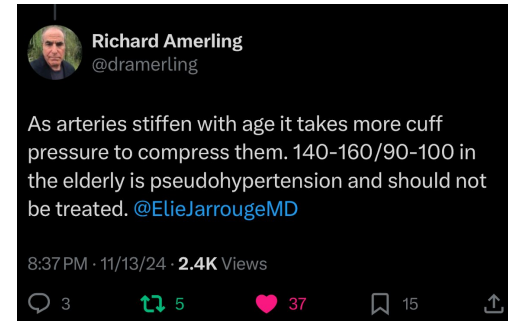 Richard Amerling
@dramerling
As arteries stiffen with age it takes more cuff
pressure to compress them. 140-160/90-100 in
the elderly is pseudohypertension and should not
be treated. @ElieJarrougeMD
8:37 PM · 11/13/24 · 2.4K Views
3 5 37 15